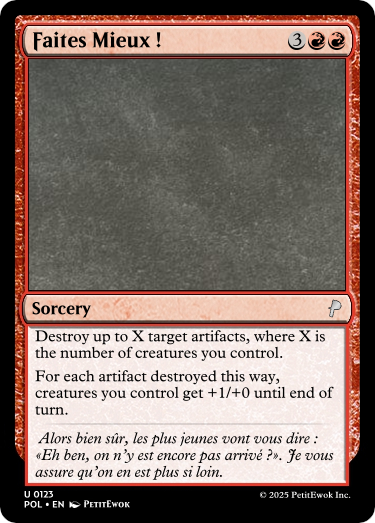 Faites Mieux ! 3
Sorcery
Destroy up to X target artifacts, where X is
the number of creatures you control.
For each artifact destroyed this way,
creatures you control get +1/+0 until end of
turn.
Alors bien sûr, les plus jeunes vont vous dire :
«Eh ben, on n’y est encore pas arrivé ?». Je vous
assure qu’on en est plus si loin.
U 0123
POL • EN PetitEwok
© 2025 PetitEwok Inc.